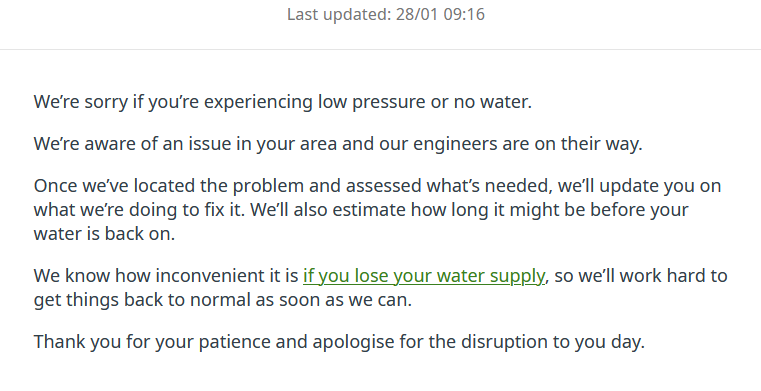 Last updated: 28/01 09:16
We’re sorry if you’re experiencing low pressure or no water.
We’re aware of an issue in your area and our engineers are on their way.
Once we’ve located the problem and assessed what’s needed, we’ll update you on
what we’re doing to fix it. We’ll also estimate how long it might be before your
water is back on.
We know how inconvenient it is if you lose your water supply, so we’ll work hard to
get things back to normal as soon as we can.
Thank you for your patience and apologise for the disruption to you day.